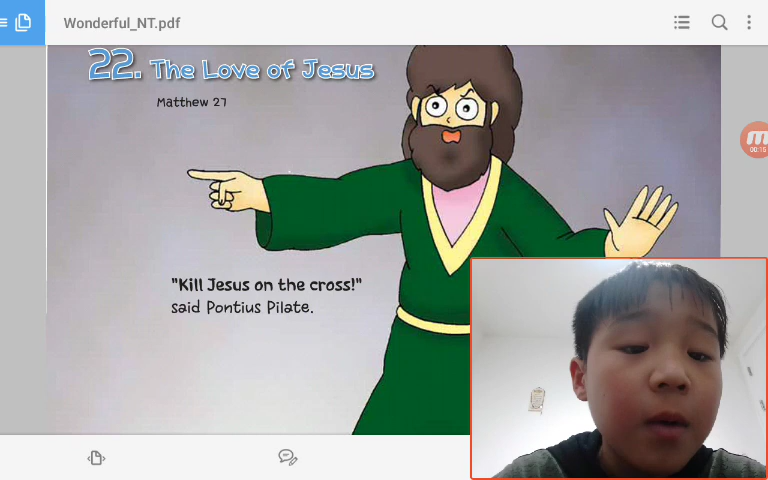 Wonderful_NT.pdf
22. The Love of Jesus
Matthew 27
00:16
"Kill Jesus on the cross!"
said Pontius Pilate.